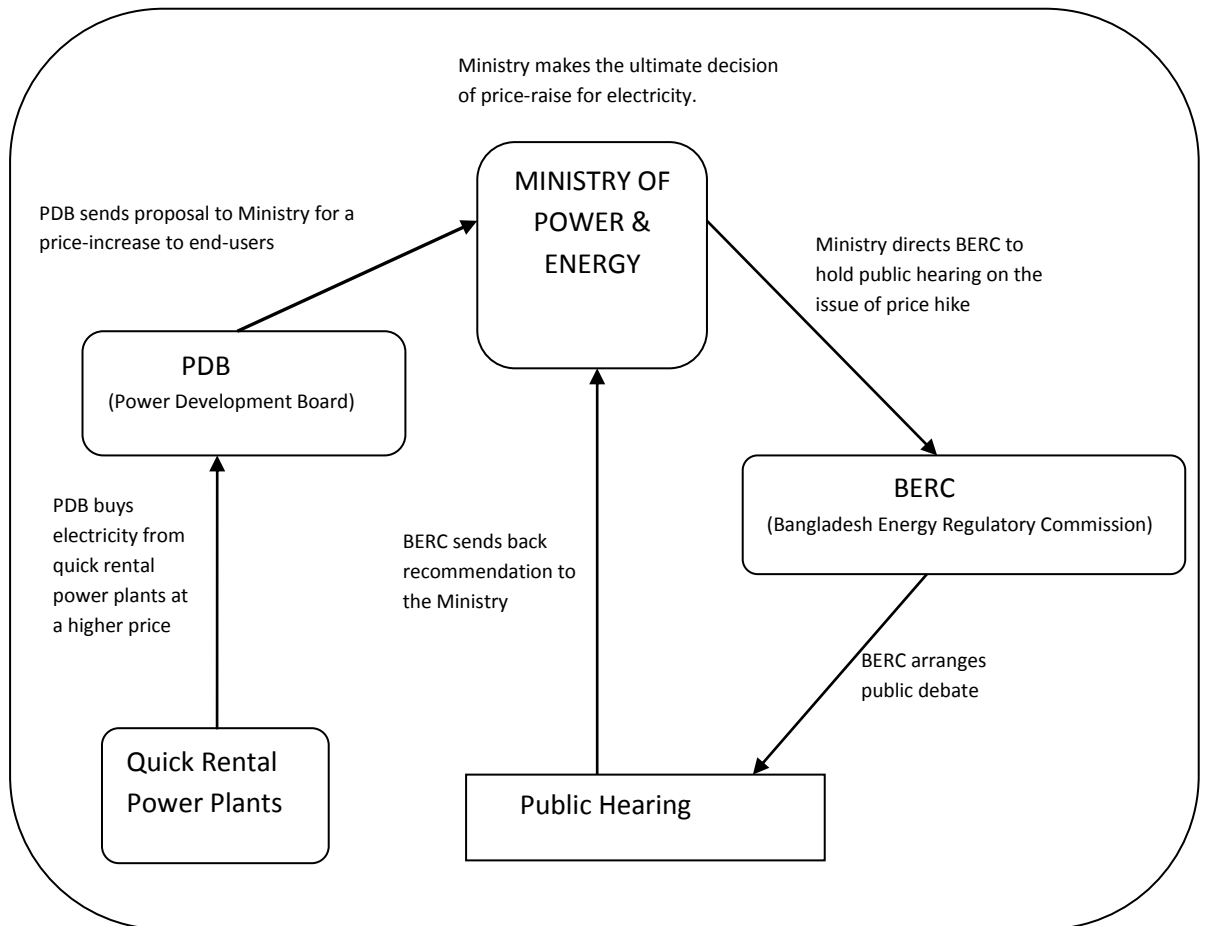 Ministry makes the ultimate decision
of price-raise for electricity.
MINISTRY OF
POWER &
ENERGY
PDB sends proposal to Ministry for a
price-increase to end-users
Ministry directs BERC to
hold public hearing on the
issue of price hike
PDB
(Power Development Board)
BERC
(Bangladesh Energy Regulatory Commission)
PDB buys
electricity from
quick rental
power plants at
a higher price
BERC sends back
recommendation to
the Ministry
BERC arranges
public debate
Quick Rental
Power Plants
Public Hearing